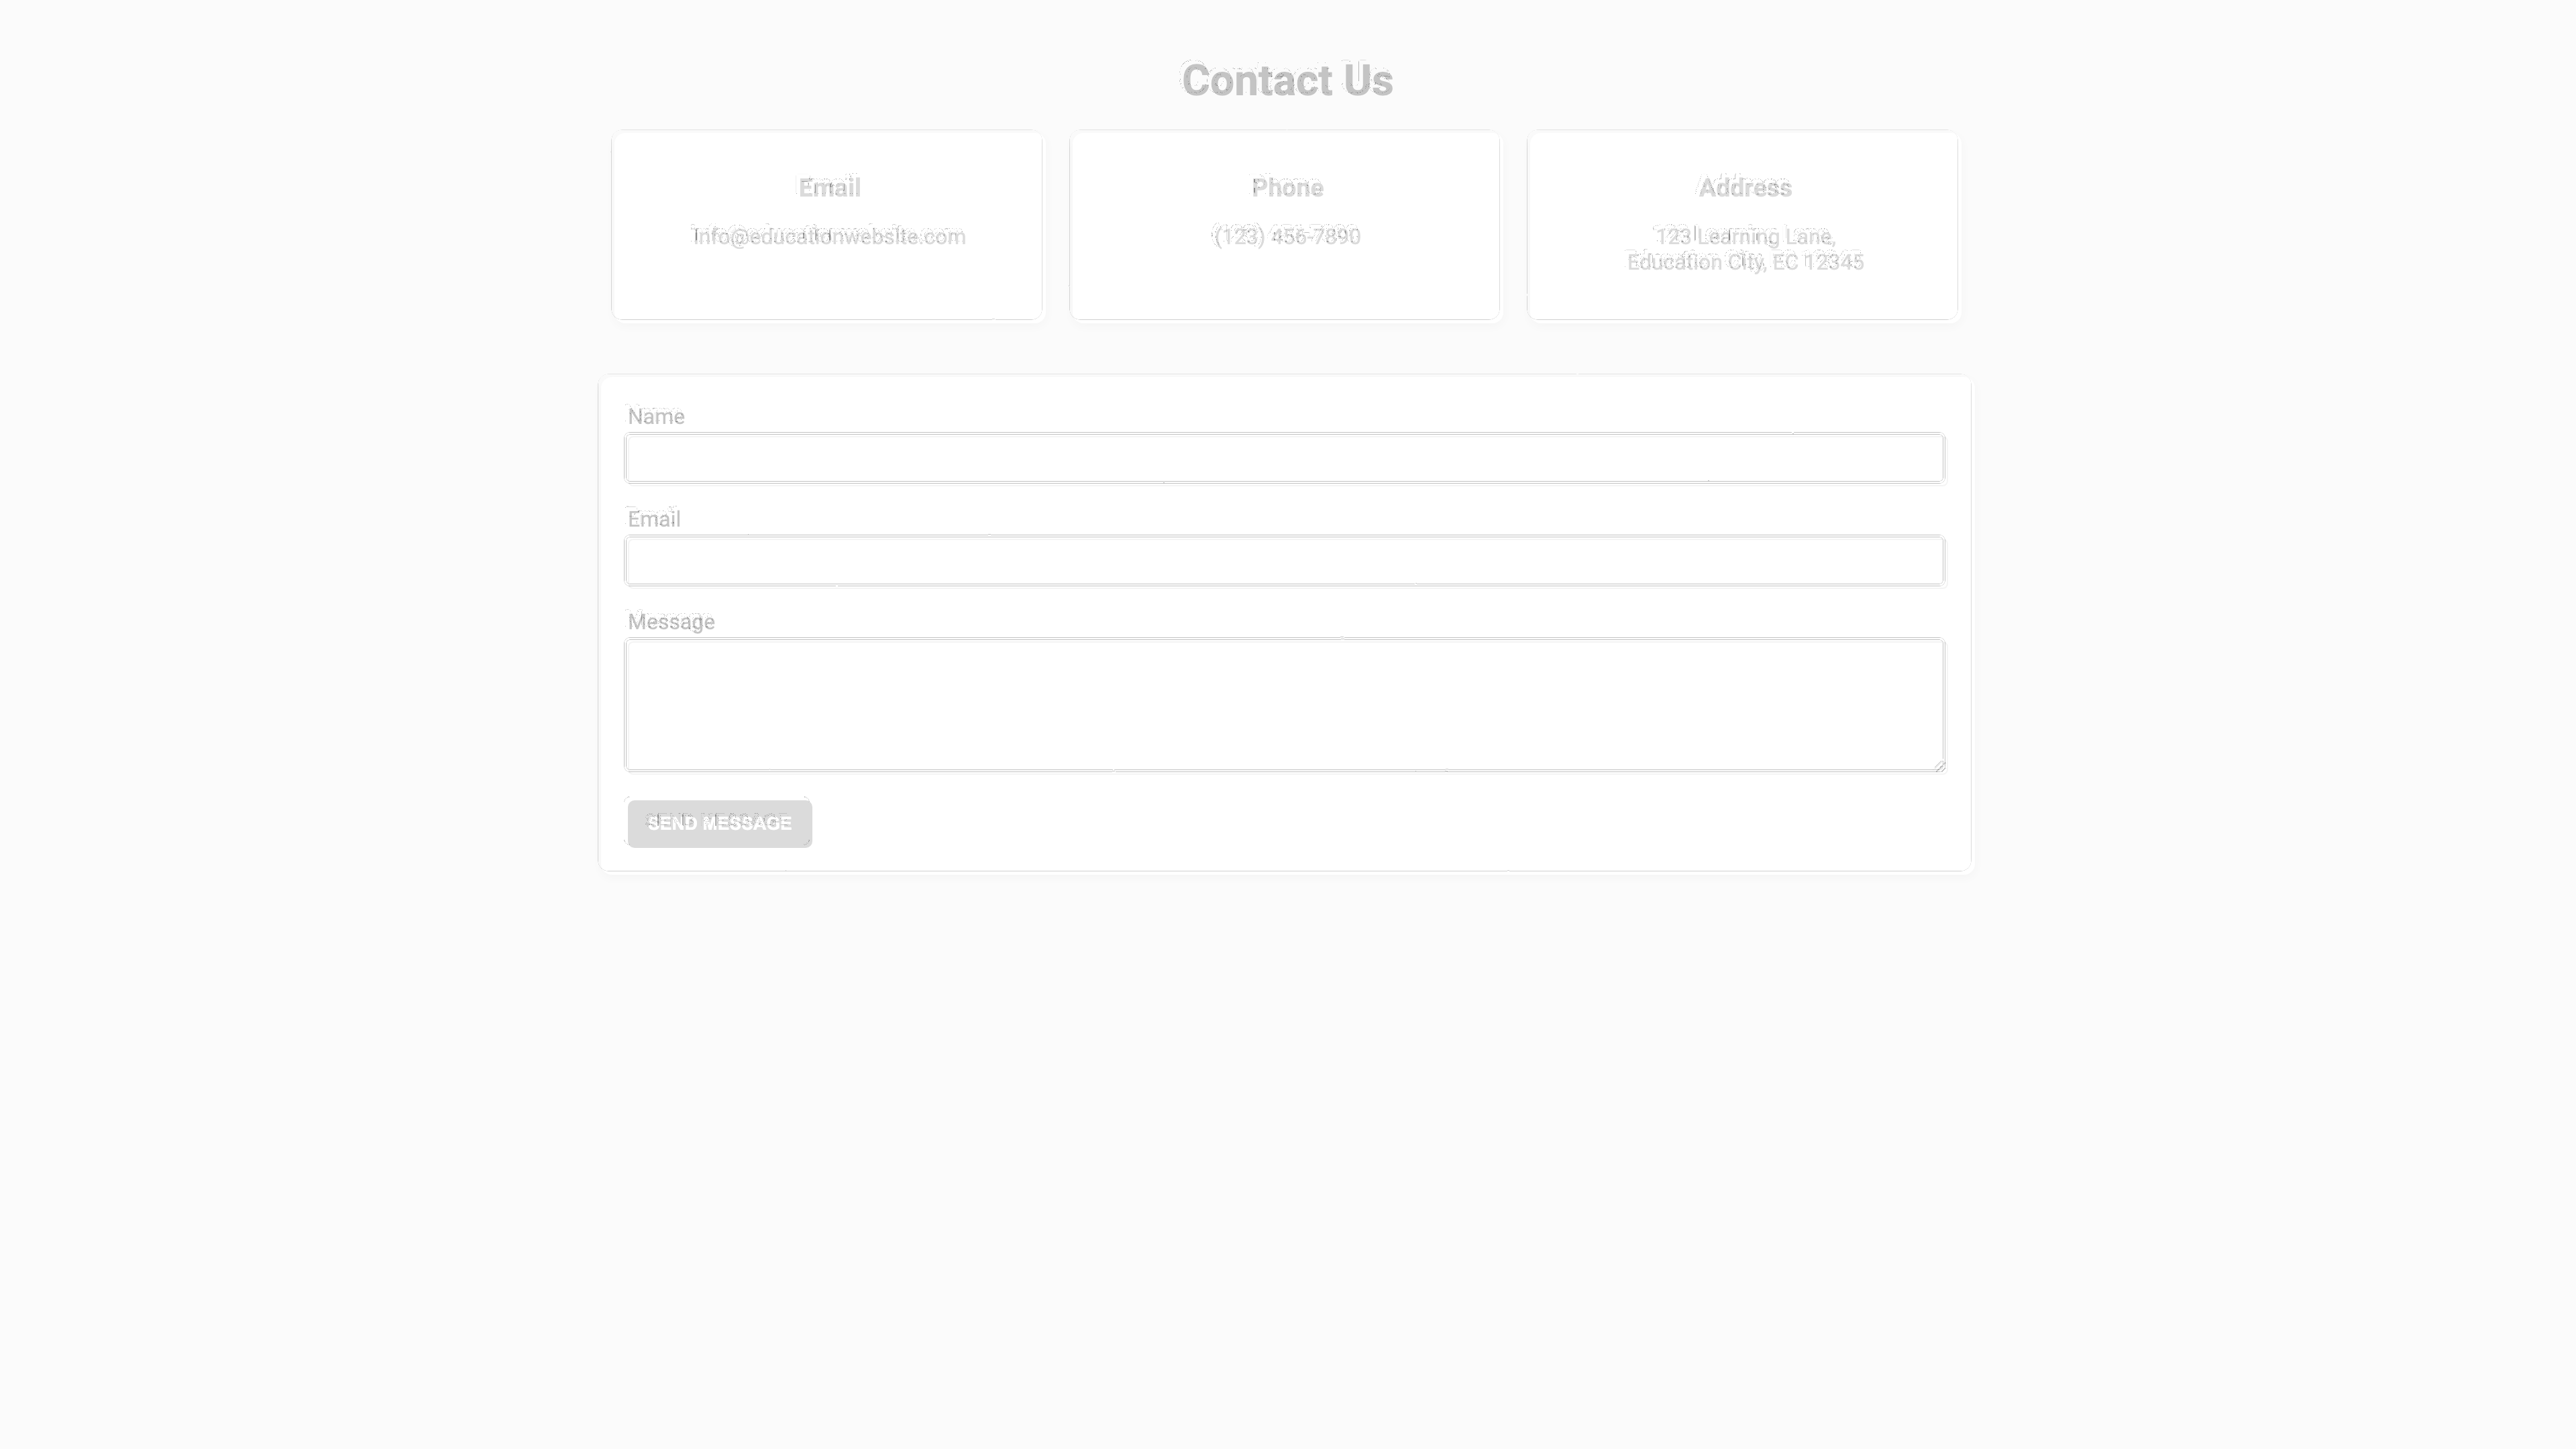 Contact Us
Email
info@educationwebsite.com
Phone
(123) 456-7890
Address
123 Learning Lane,
Education City, EC 12345
Name
Email
Message
SEND MESSAGE